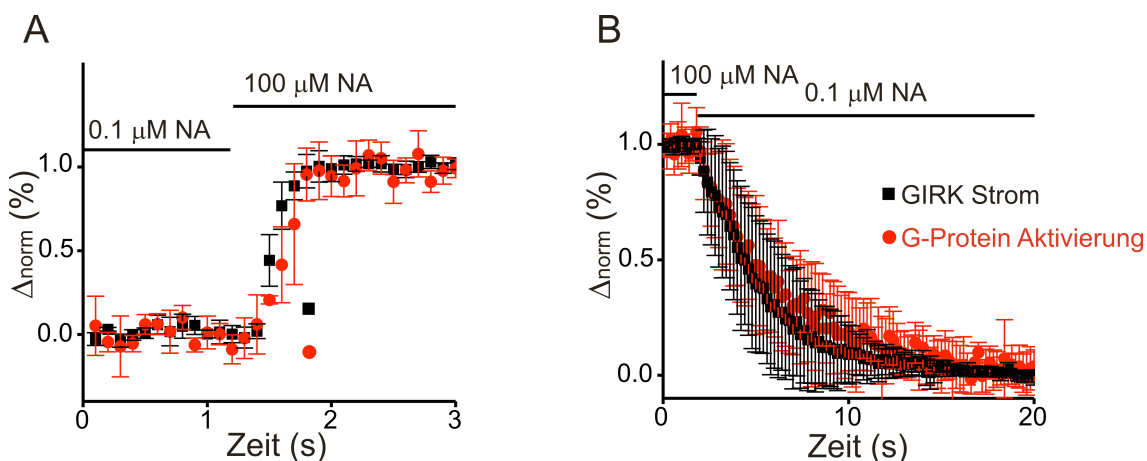 A
100 μM NA
0.1 μM NA
Δnorm (%)
1.0
0.5
0.0
0
1
2
3
Zeit (s)
B
100 μM NA
0.1 μM NA
Δnorm (%)
1.0
0.5
0.0
GIRK Strom
G-Protein Aktivierung
0
10
20
Zeit (s)